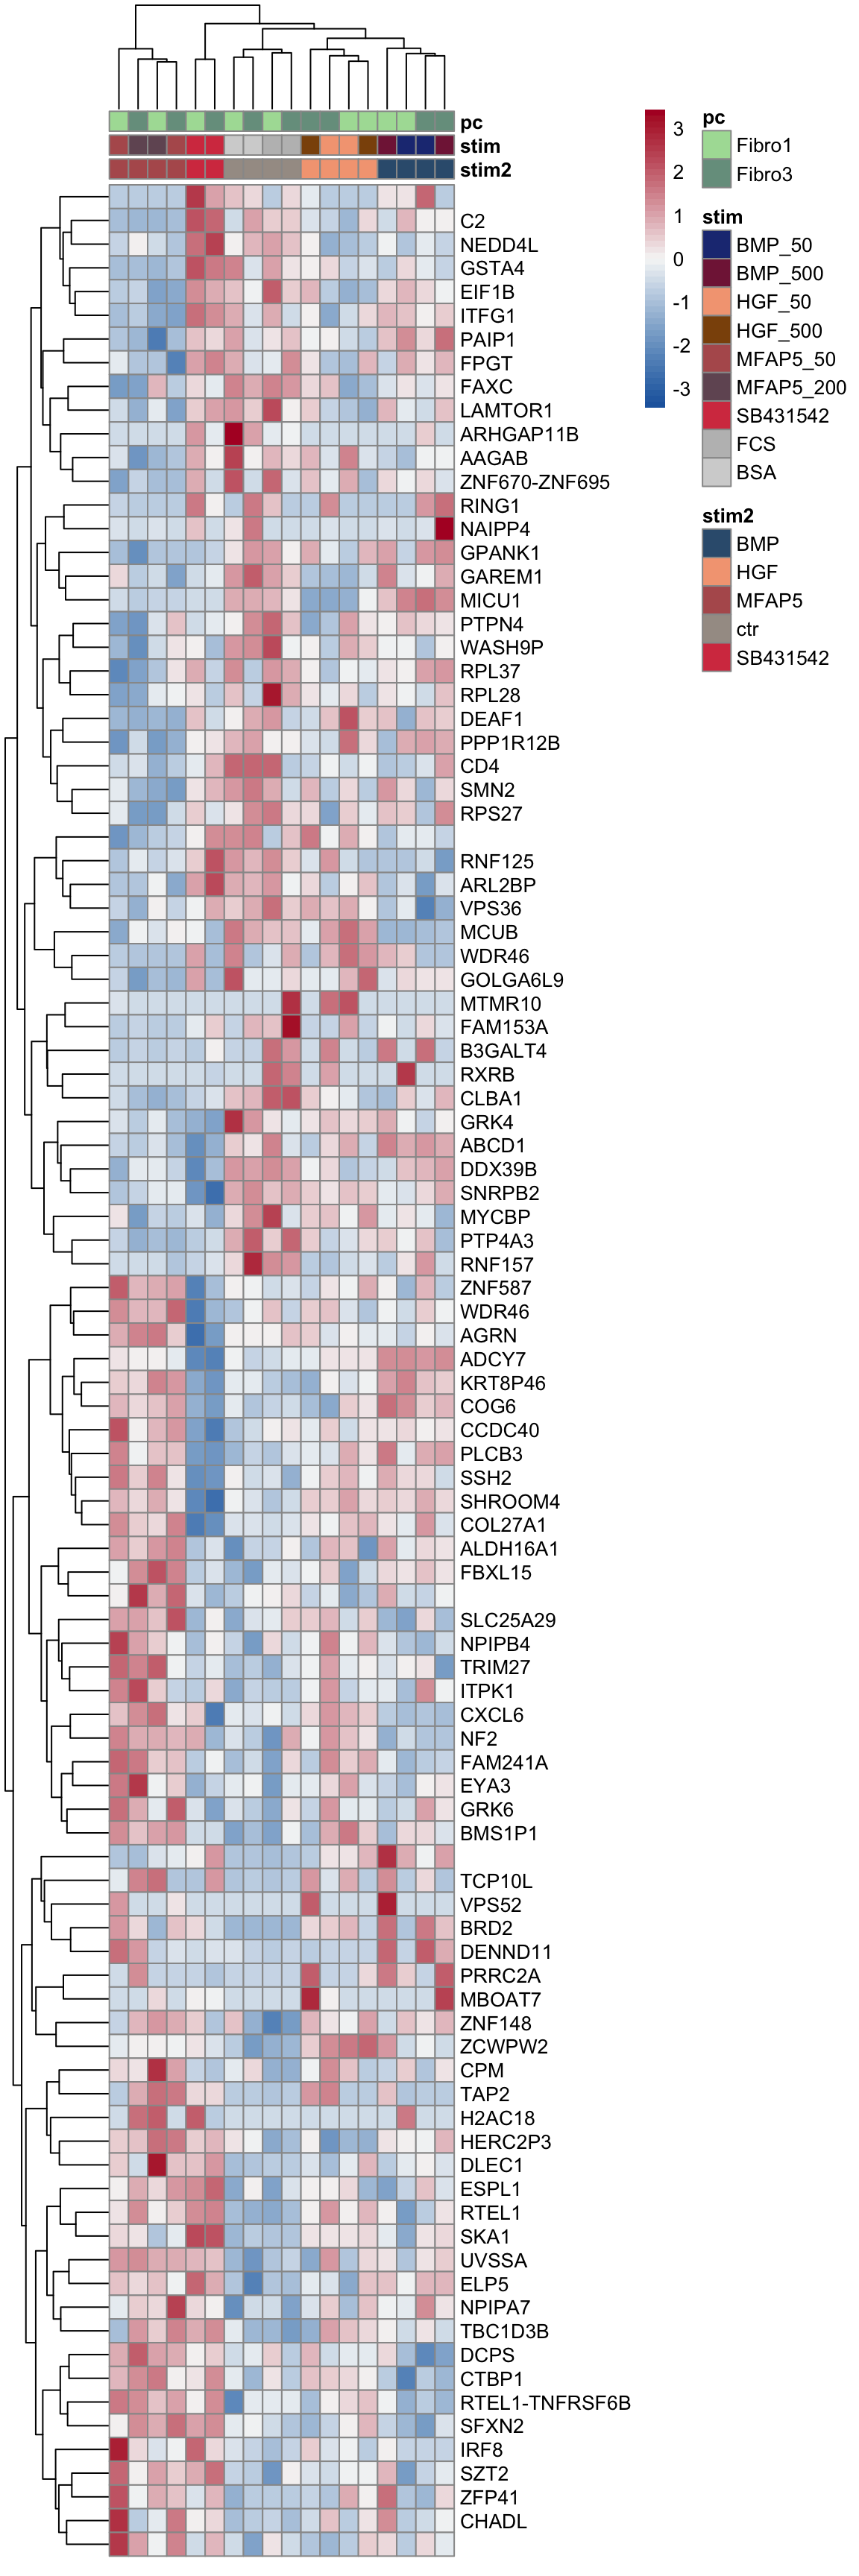 pc
stim
stim2
C2
NEDD4L
GSTA4
EIF1B
ITFG1
PAIP1
FPGT
FAXC
LAMTOR1
ARHGAP11B
AAGAB
ZNF670-ZNF695
RING1
NAIPP4
GPANK1
GAREM1
MICU1
PTPN4
WASH9P
RPL37
RPL28
DEAF1
PPP1R12B
CD4
SMN2
RPS27
RNF125
ARL2BP
VPS36
MCUB
WDR46
GOLGA6L9
MTMR10
FAM153A
B3GALT4
RXRB
CLBA1
GRK4
ABCD1
DDX39B
SNRPB2
MYCBP
PTP4A3
RNF157
ZNF587
WDR46
AGRN
ADCY7
KRT8P46
COG6
CCDC40
PLCB3
SSH2
SHROOM4
COL27A1
ALDH16A1
FBXL15
SLC25A29
NPIPB4
TRIM27
ITPK1
CXCL6
NF2
FAM241A
EYA3
GRK6
BMS1P1
TCP10L
VPS52
BRD2
DENND11
PRRC2A
MBOAT7
ZNF148
ZCWPW2
CPM
TAP2
H2AC18
HERC2P3
DLEC1
ESPL1
RTEL1
SKA1
UVSSA
ELP5
NPIPA7
TBC1D3B
DCPS
CTBP1
RTEL1-TNFRSF6B
SFXN2
IRF8
SZT2
ZFP41
CHADL
3
2
1
0
-1
-2
-3
pc
Fibro1
Fibro3
stim
BMP_50
BMP_500
HGF_50
HGF_500
MFAP5_50
MFAP5_200
SB431542
FCS
BSA
stim2
BMP
HGF
MFAP5
ctr
SB431542